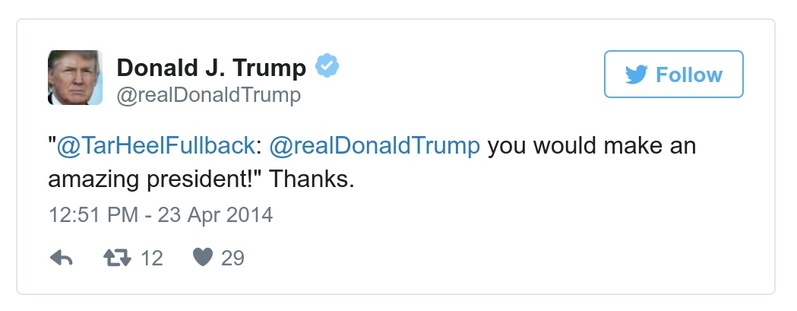 Donald J. Trump
@realDonaldTrump
Follow
"@TarHeelFullback: @realDonaldTrump you would make an
amazing president!" Thanks.
12:51 PM - 23 Apr 2014
12 29